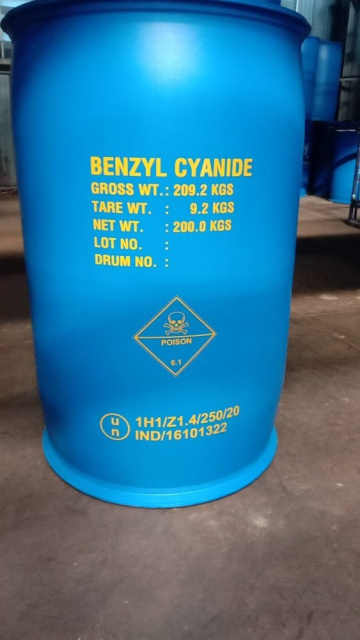 BENZYL CYANIDE
GROSS WT. : 209.2 KGS
TARE WT. : 9.2 KGS
NET WT. : 200.0 KGS
LOT NO. :
DRUM NO. :
POISON
6.1
un
1H1/Z1.4/250/20
IND/16101322